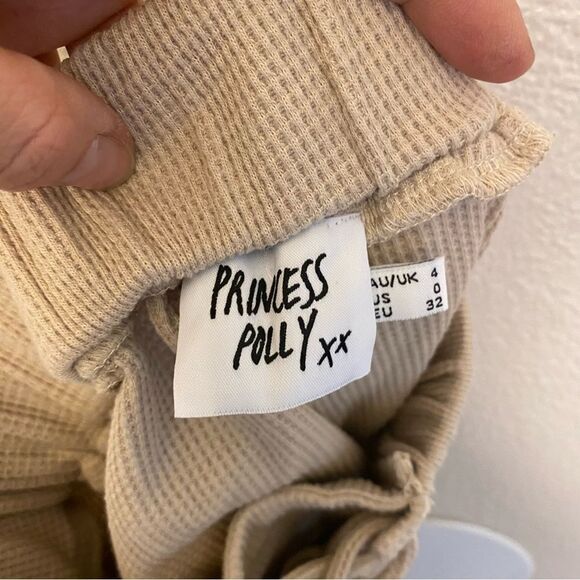 PRINCESS
POLLY xx
AU/UK 4
US 0
EU 32